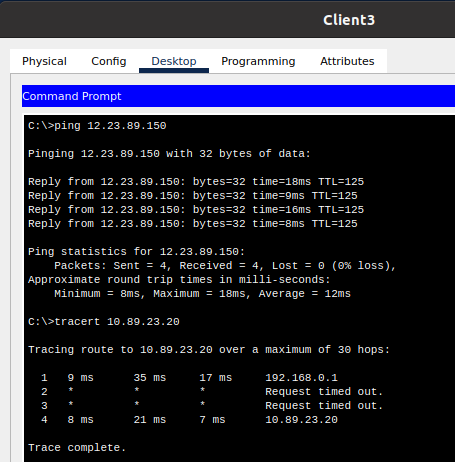 Client3
Physical Config Desktop Programming Attributes
Command Prompt
C:\>ping 12.23.89.150
Pinging 12.23.89.150 with 32 bytes of data:
Reply from 12.23.89.150: bytes=32 time=18ms TTL=125
Reply from 12.23.89.150: bytes=32 time=9ms TTL=125
Reply from 12.23.89.150: bytes=32 time=16ms TTL=125
Reply from 12.23.89.150: bytes=32 time=8ms TTL=125
Ping statistics for 12.23.89.150:
Packets: Sent = 4, Received = 4, Lost = 0 (0% loss),
Approximate round trip times in milli-seconds:
Minimum = 8ms, Maximum = 18ms, Average = 12ms
C:\>tracert 10.89.23.20
Tracing route to 10.89.23.20 over a maximum of 30 hops:
1 9 ms 35 ms 17 ms 192.168.0.1
2 * * * Request timed out.
3 * * * Request timed out.
4 8 ms 21 ms 7 ms 10.89.23.20
Trace complete.